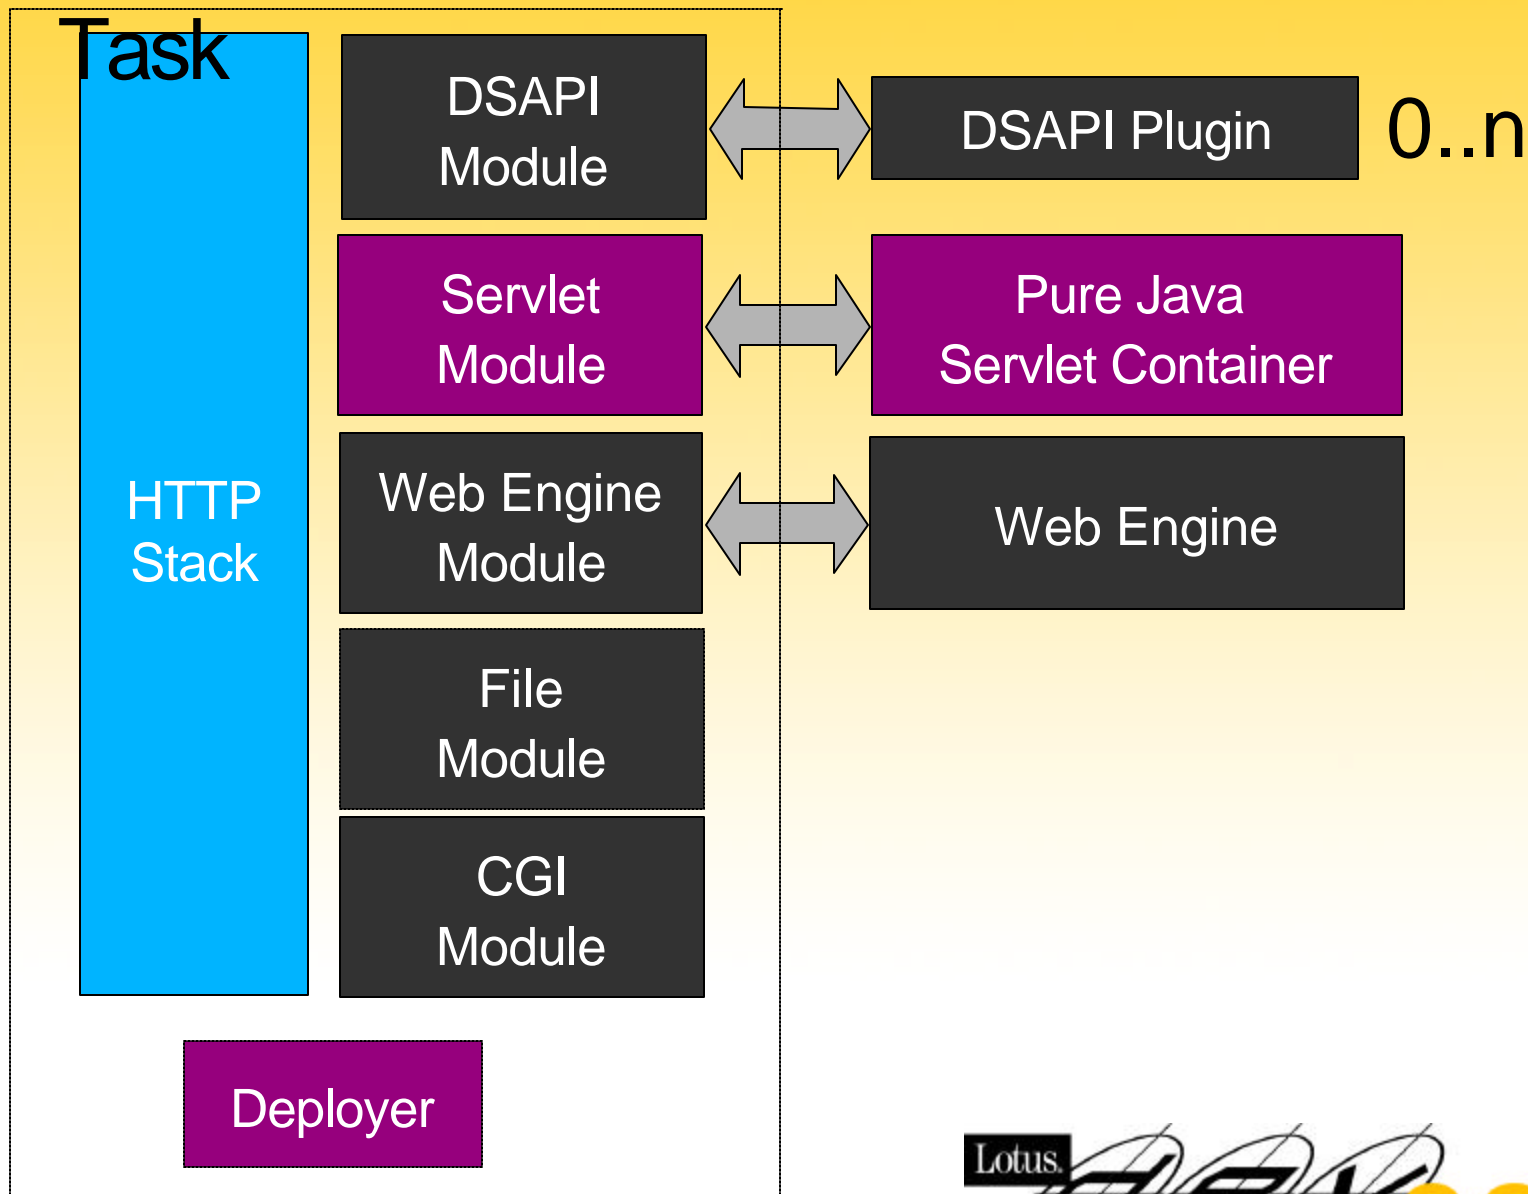 Task
DSAPI
Module
DSAPI Plugin
0..n
Servlet
Module
Pure Java
Servlet Container
HTTP
Stack
Web Engine
Module
Web Engine
File
Module
CGI
Module
Deployer
Lotus.